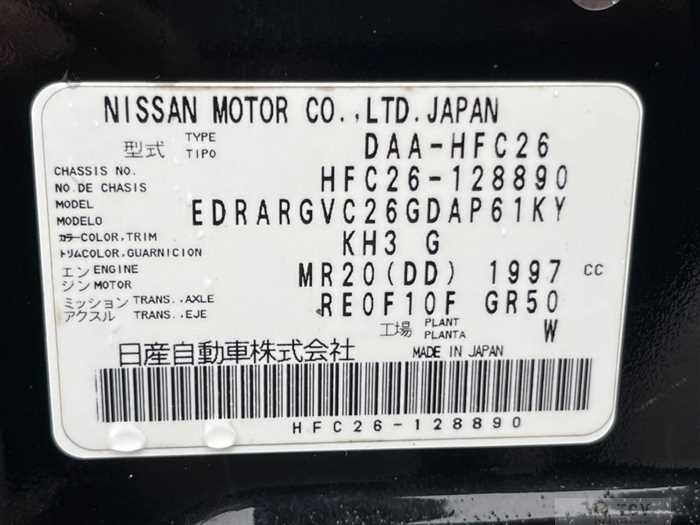 NISSAN MOTOR CO.,LTD.JAPAN
型式 TYPE TIPO DAA-HFC26
CHASSIS NO. NO.DE CHASIS HFC26-128890
MODEL MODELO EDRARGVC26GDAP61KY
カラーCOLOR,TRIM
トリムCOLOR,GUARNICION KH3 G
エンジン ENGINE MOTOR MR20(DD) 1997 CC
ミッション TRANS.,AXLE
アクスル TRANS.,EJE RE0F10F GR50
工場 PLANT PLANTA W
日産自動車株式会社 MADE IN JAPAN
HFC26-128890